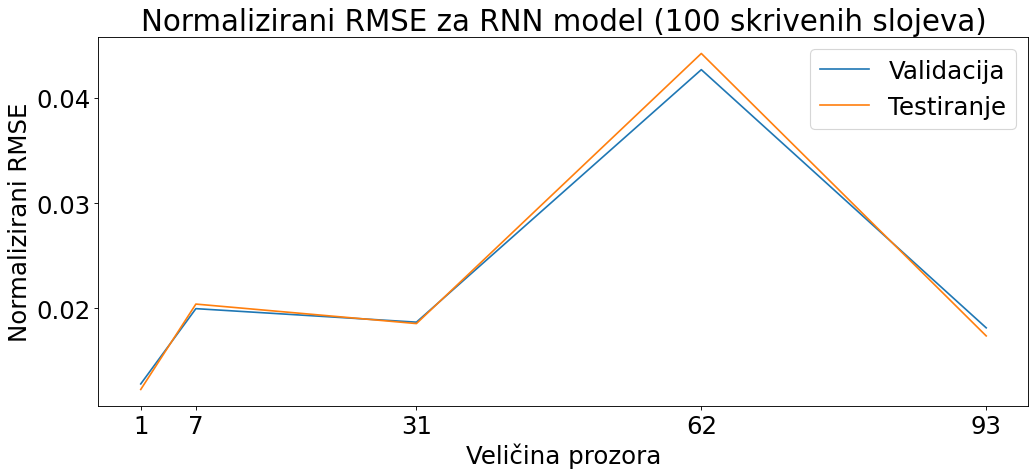 Normalizirani RMSE za RNN model (100 skrivenih slojeva)
Validacija
Testiranje
Normalizirani RMSE
0.04
0.03
0.02
1 7 31 62 93
Veličina prozora